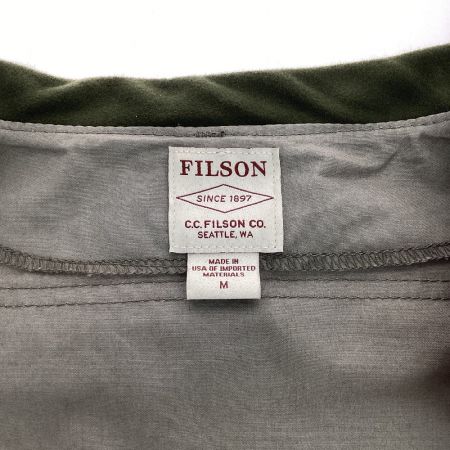 FILSON
SINCE 1897
C.C. FILSON CO.
SEATTLE, WA
MADE IN
USA OF IMPORTED
MATERIALS
M